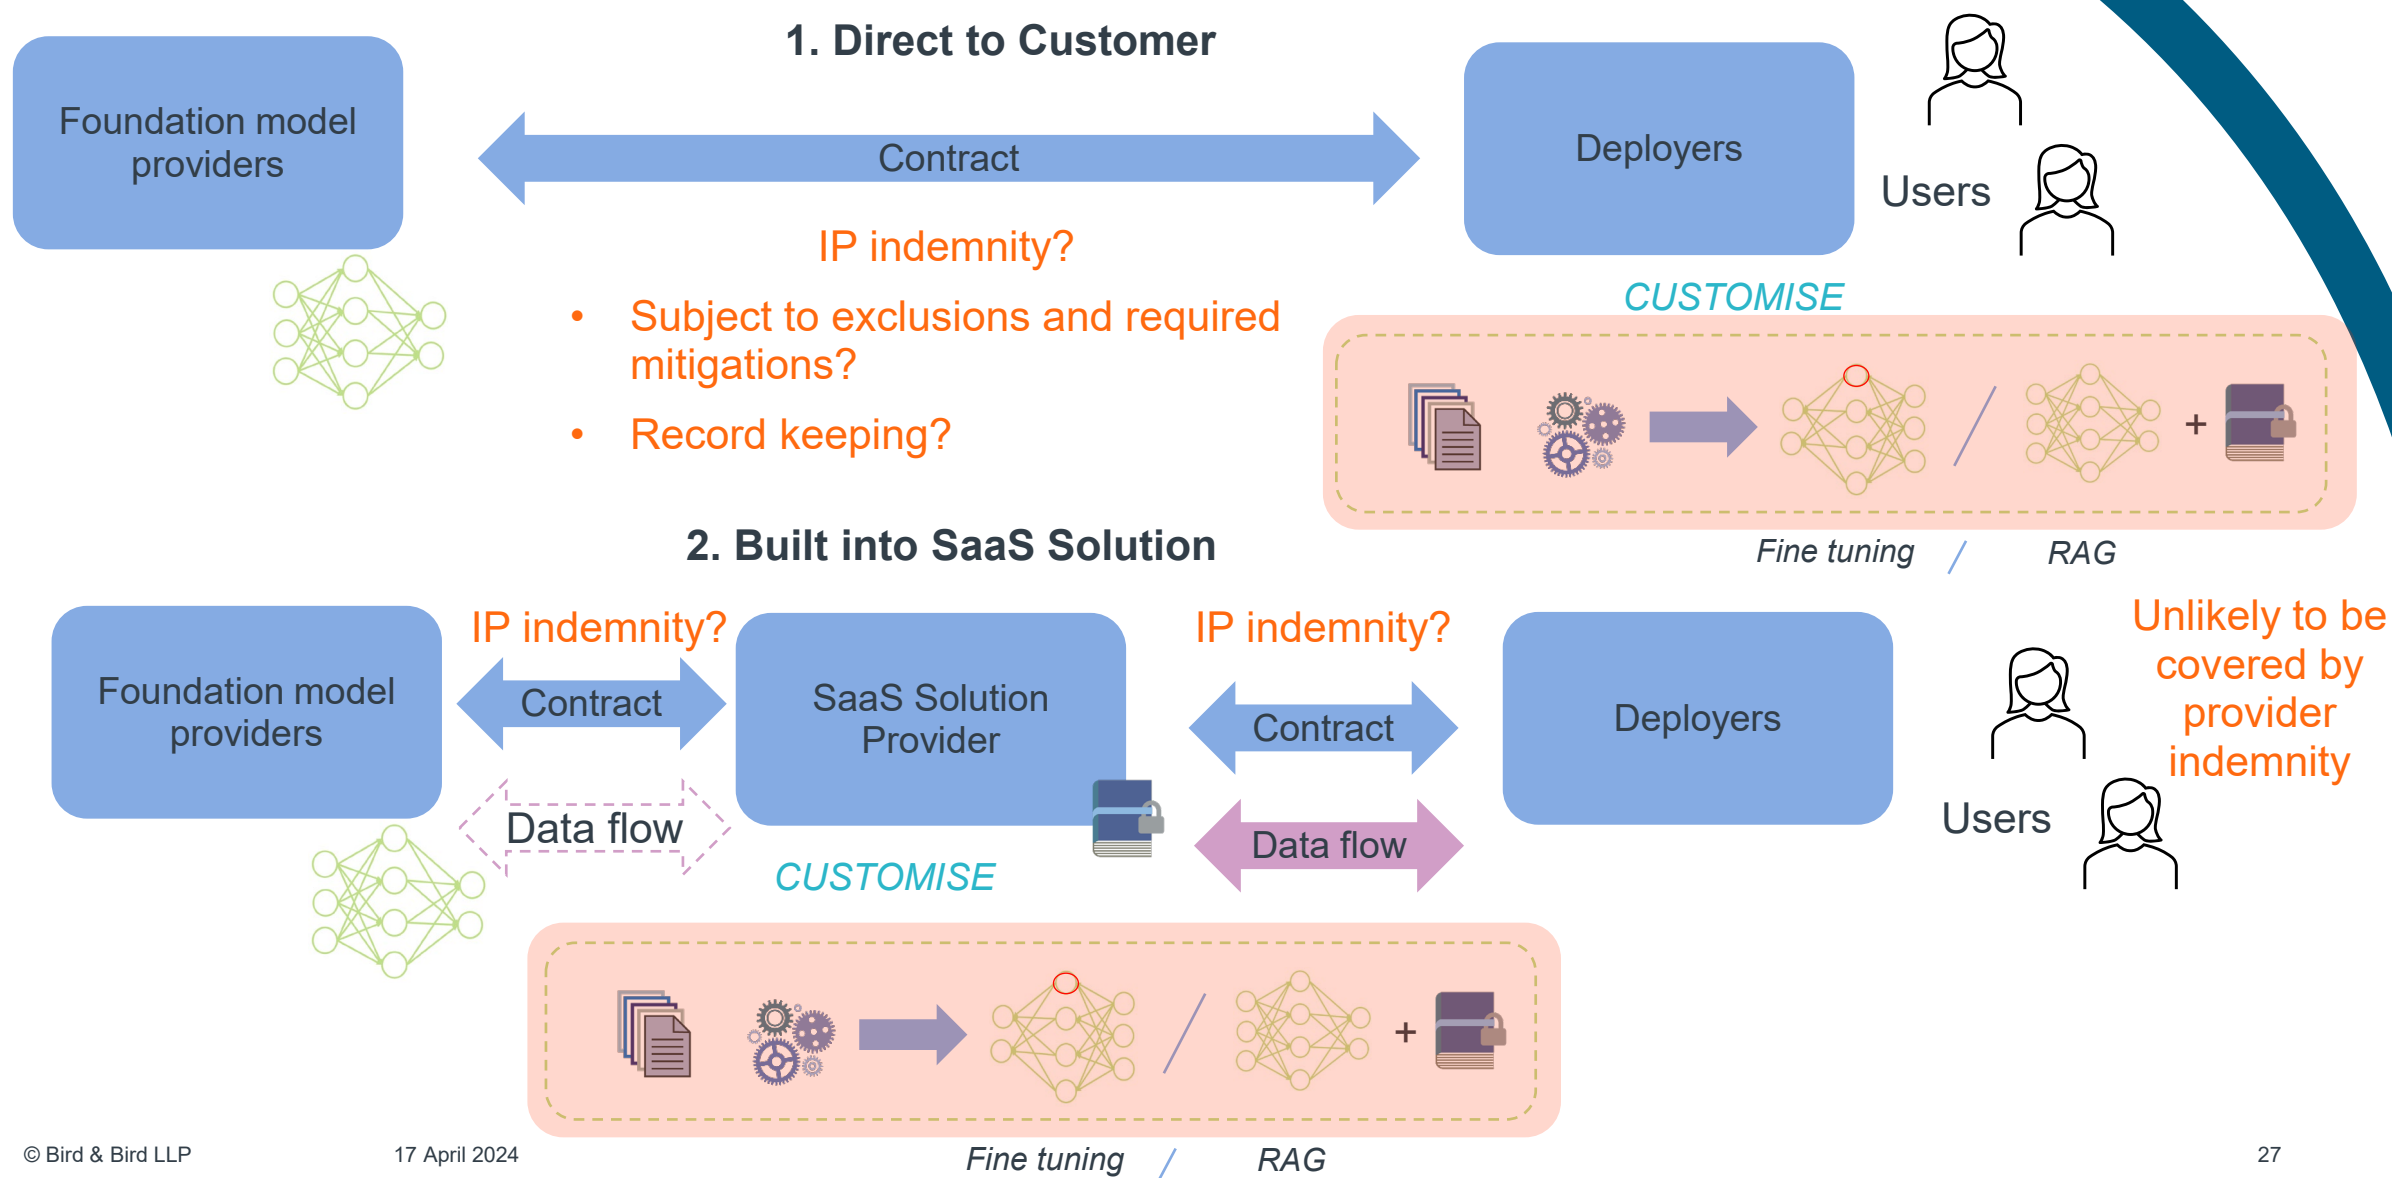 1. Direct to Customer
Foundation model
providers
Contract
Deployers
Users
IP indemnity?
• Subject to exclusions and required
mitigations?
• Record keeping?
CUSTOMISE
+
Fine tuning / RAG
2. Built into SaaS Solution
Foundation model
providers
IP indemnity?
Contract
Data flow
SaaS Solution
Provider
IP indemnity?
Contract
Data flow
Deployers
Users
Unlikely to be
covered by
provider
indemnity
CUSTOMISE
+
Fine tuning / RAG
© Bird & Bird LLP
17 April 2024
27